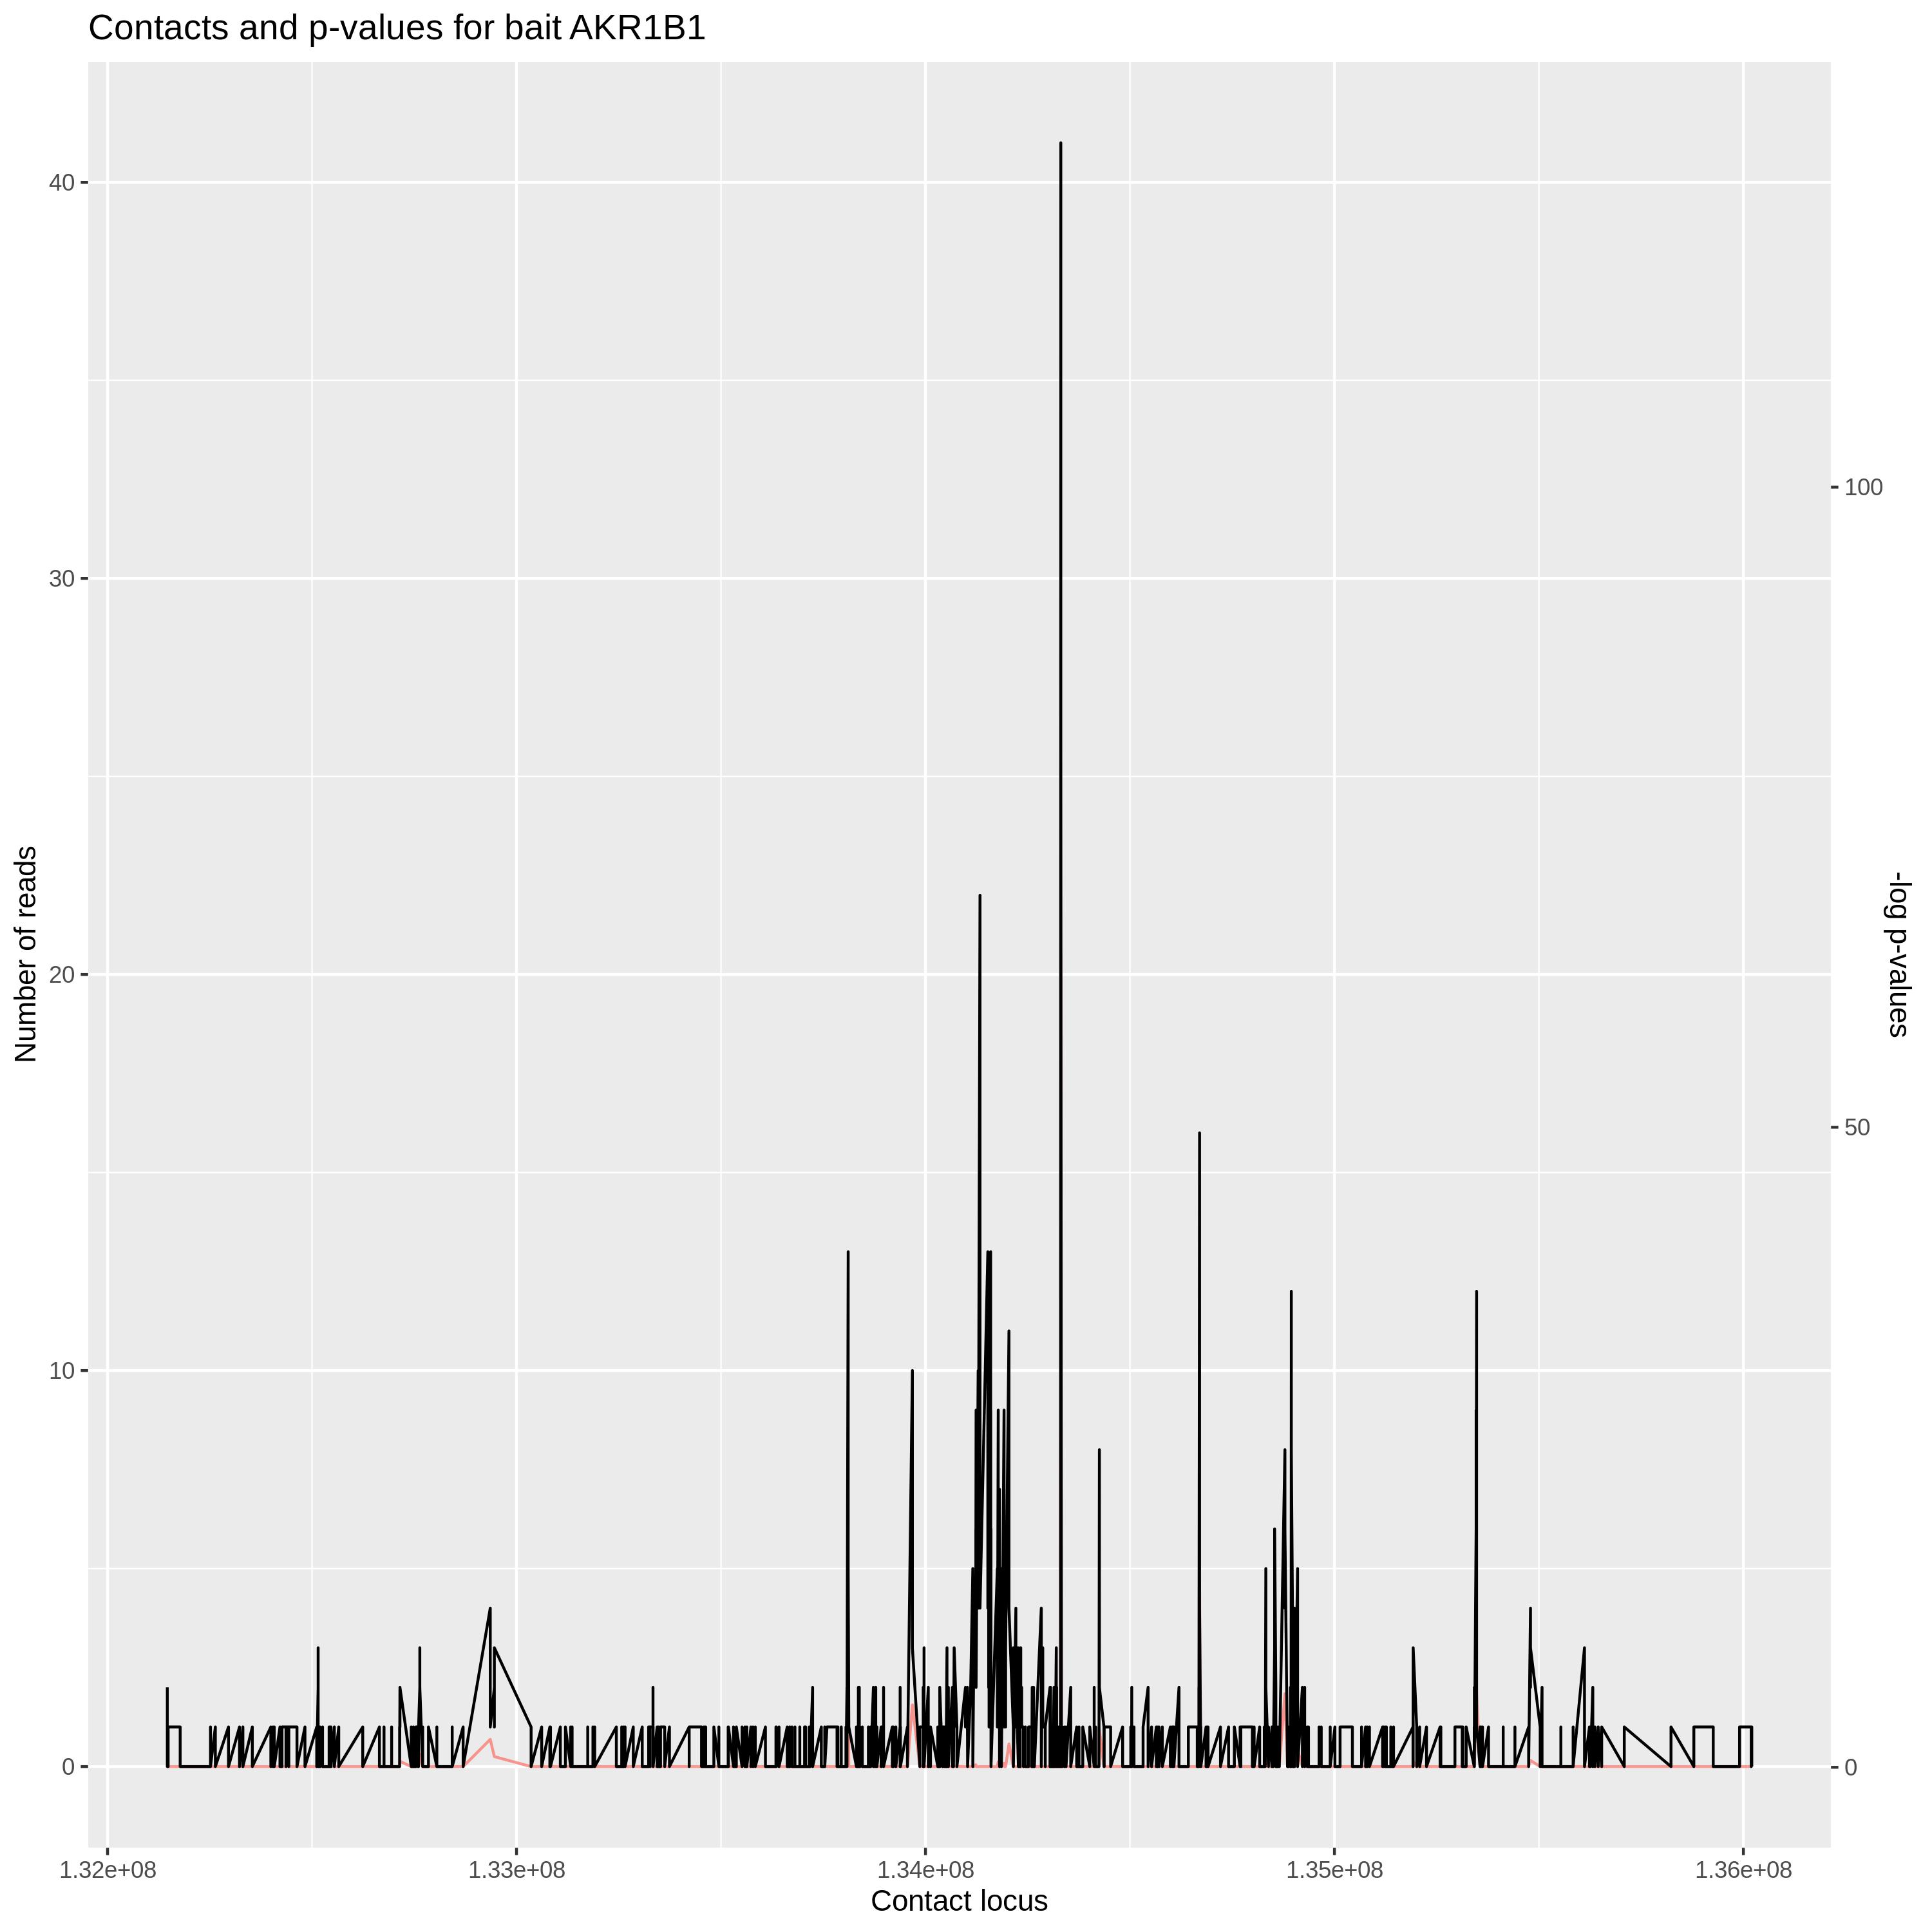 Contacts and p-values for bait AKR1B1
40
30
20
10
0
Number of reads
100
50
0
-log p-values
1.32e+08 1.33e+08 1.34e+08 1.35e+08 1.36e+08
Contact locus